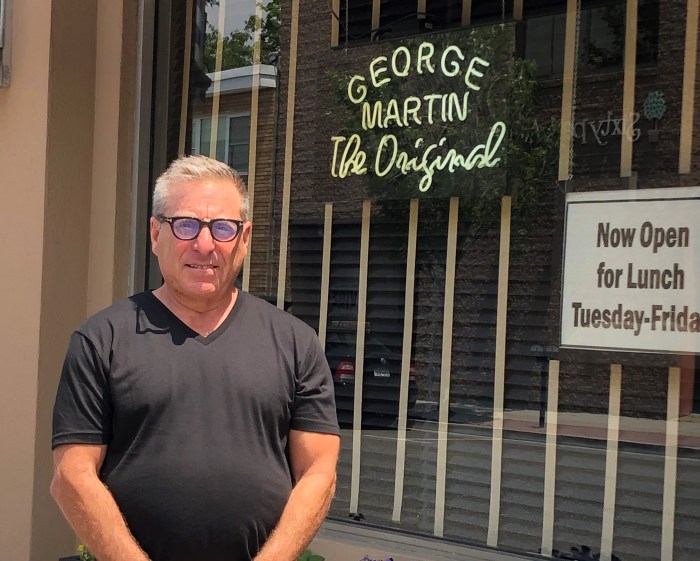 GEORGE
MARTIN
The Original
Now Open
for Lunch
Tuesday-Frida